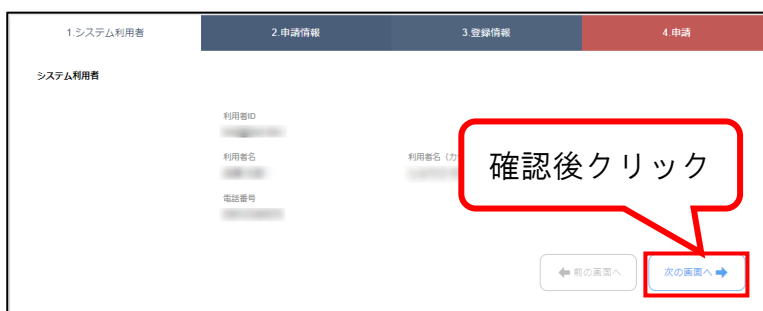 1.システム利用者 2.申請情報 3.登録情報 4.申請
システム利用者
利用者ID
利用者名 利用者名（カ
電話番号
確認後クリック
前の画面へ 次の画面へ